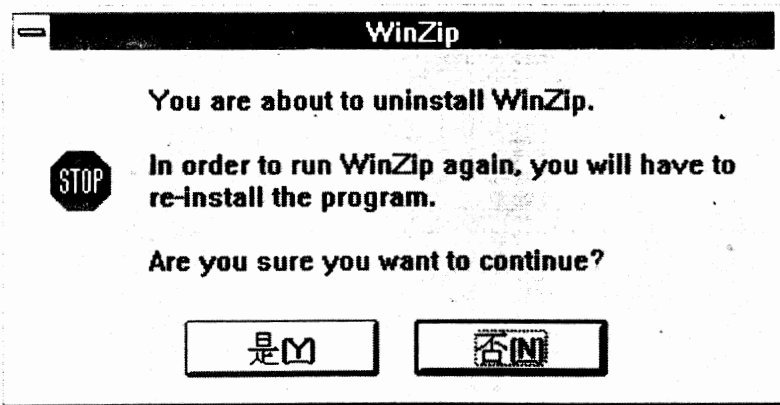 WinZip
You are about to uninstall WinZip.
STOP
In order to run WinZip again, you will have to
re-install the program.
Are you sure you want to continue?
是(Y)
否(N)